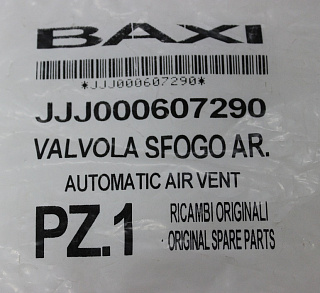 BAXI
*JJJ000607290*
JJJ000607290
VALVOLA SFOGO AR.
AUTOMATIC AIR VENT
PZ.1
RICAMBI ORIGINALI
ORIGINAL SPARE PARTS